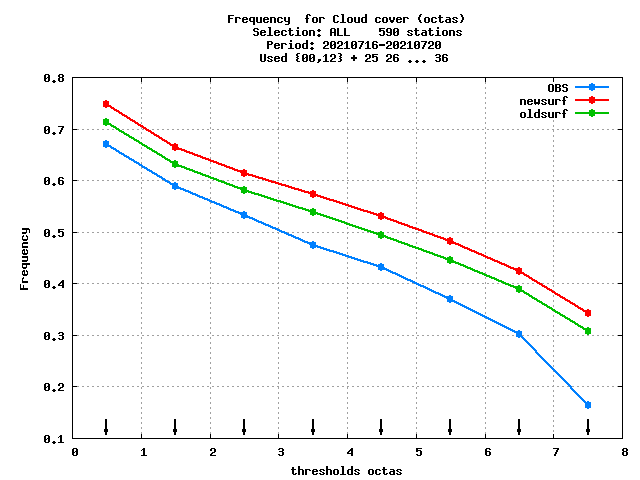 Frequency  for Cloud cover (octas)
Selection: ALL    590 stations
Period: 20210716-20210720
Used {00,12} + 25 26 ... 36
OBS
newsurf
oldsurf
0.8
0.7
0.6
0.5
0.4
0.3
0.2
0.1
Frequency
0 1 2 3 4 5 6 7 8
thresholds octas